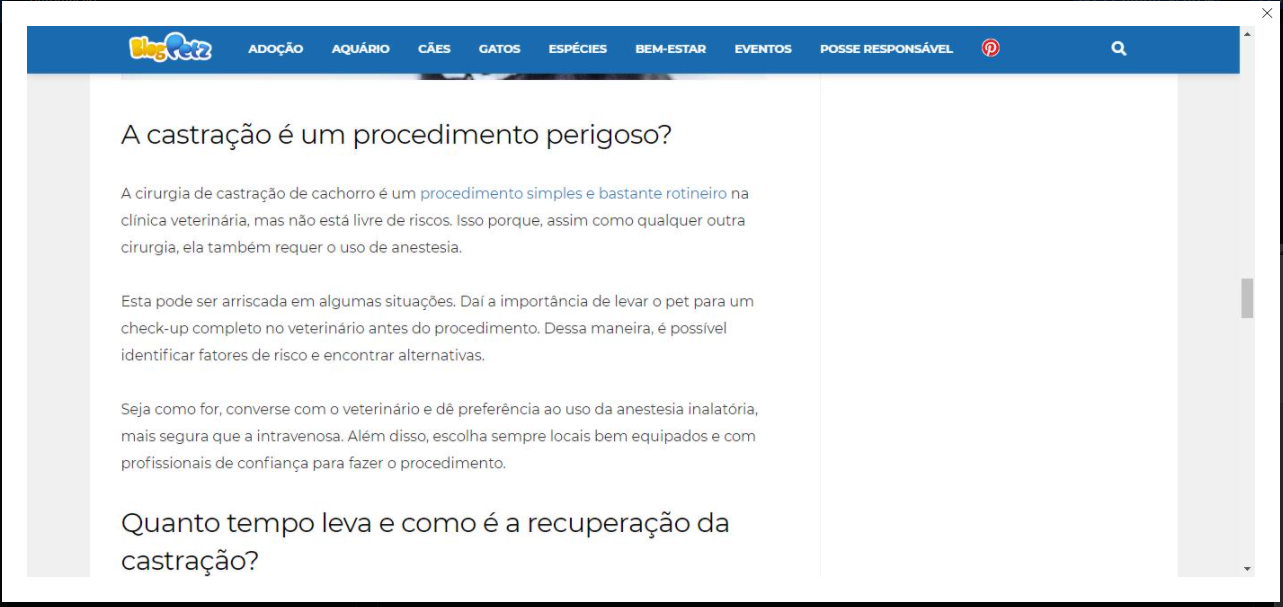 BlogPetz ADOÇÃO AQUÁRIO CÃES GATOS ESPÉCIES BEM-ESTAR EVENTOS POSSE RESPONSÁVEL
A castração é um procedimento perigoso?
A cirurgia de castração de cachorro é um procedimento simples e bastante rotineiro na
clínica veterinária, mas não está livre de riscos. Isso porque, assim como qualquer outra
cirurgia, ela também requer o uso de anestesia.
Esta pode ser arriscada em algumas situações. Daí a importância de levar o pet para um
check-up completo no veterinário antes do procedimento. Dessa maneira, é possível
identificar fatores de risco e encontrar alternativas.
Seja como for, converse com o veterinário e dê preferência ao uso da anestesia inalatória,
mais segura que a intravenosa. Além disso, escolha sempre locais bem equipados e com
profissionais de confiança para fazer o procedimento.
Quanto tempo leva e como é a recuperação da
castração?